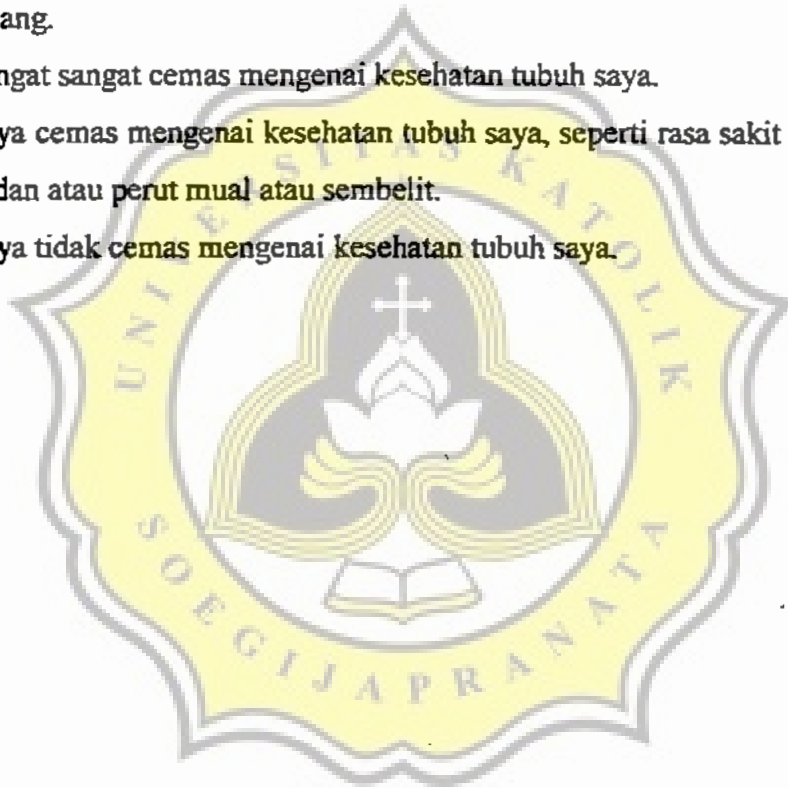 ang.
ngat sangat cemas mengenai kesehatan tubuh saya.
ya cemas mengenai kesehatan tubuh saya, seperti rasa sakit
dan atau perut mual atau sembelit.
ya tidak cemas mengenai kesehatan tubuh saya.
UNIVERSITAS KATOLIK
SOEGIJAPRANATA